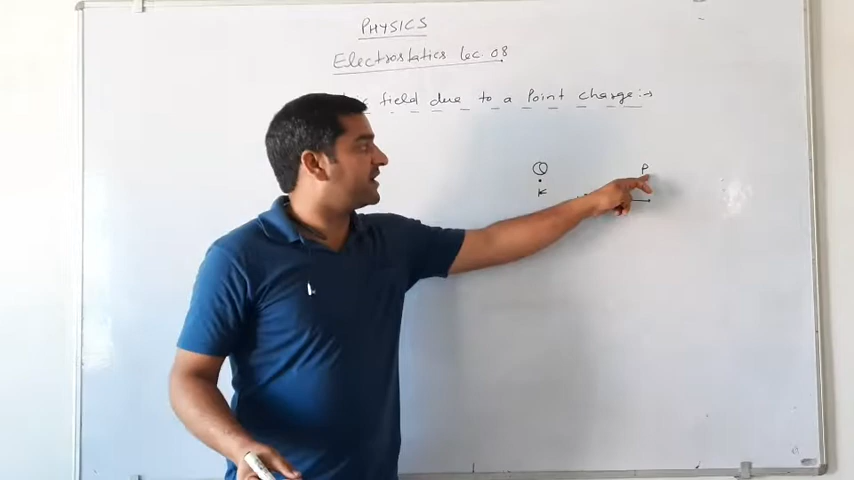 PHYSICS
Electrostatics Lec. 08
field due to a Point charge:-
Q P